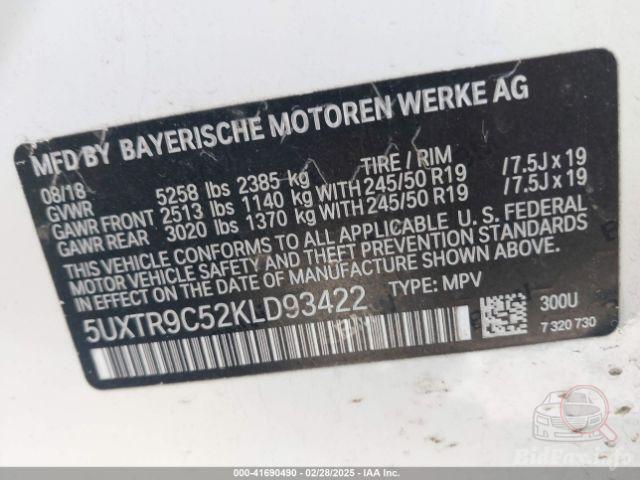 MFD BY BAYERISCHE MOTOREN WERKE AG
08/18 TIRE / RIM
GVWR 5258 lbs 2385 kg
GAWR FRONT 2513 lbs 1140 kg WITH 245/50 R19 /7.5J x 19
GAWR REAR 3020 lbs 1370 kg WITH 245/50 R19 /7.5J x 19
THIS VEHICLE CONFORMS TO ALL APPLICABLE U. S. FEDERAL
MOTOR VEHICLE SAFETY AND THEFT PREVENTION STANDARDS
IN EFFECT ON THE DATE OF MANUFACTURE SHOWN ABOVE.
5UXTR9C52KLD93422 TYPE: MPV
300U
7 320 730
BidFax.Info
000-41690490 - 02/28/2025 - IAA Inc.